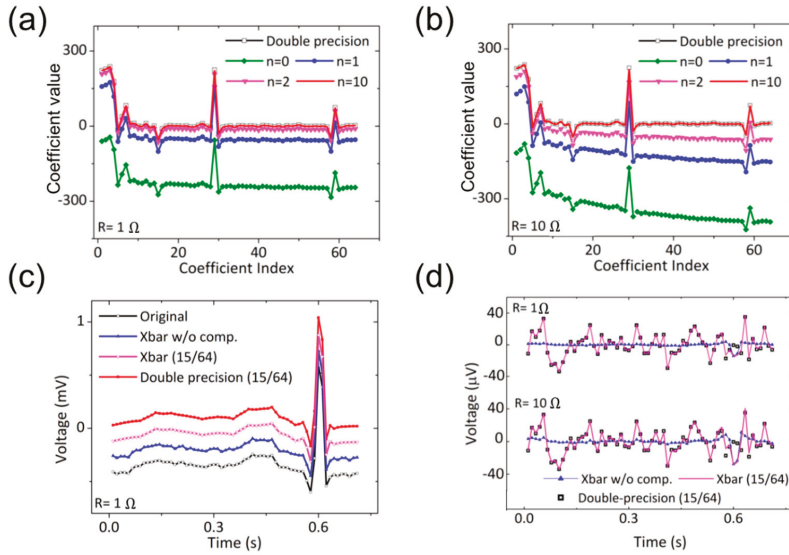 (a)
(b)
Double precision
n=0 n=1
n=2 n=10
300
0
-300
Coefficient value
R= 1 Ω
0 20 40 60
Coefficient Index
Double precision
n=0 n=1
n=2 n=10
300
0
-300
Coefficient value
R= 10 Ω
0 20 40 60
Coefficient Index
(c)
(d)
Original
Xbar w/o comp.
Xbar (15/64)
Double precision (15/64)
1
0
Voltage (mV)
R= 1 Ω
0.0 0.3 0.6
Time (s)
R= 1Ω
40
0
-40
R= 10 Ω
40
0
-40
Voltage (µV)
Xbar w/o comp. Xbar (15/64)
Double-precision (15/64)
0.0 0.3 0.6
Time (s)